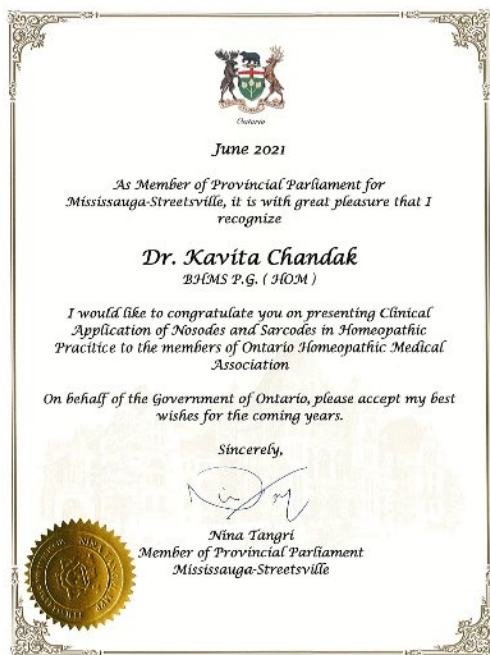 Ontario
June 2021
As Member of Provincial Parliament for
Mississauga-Streetsville, it is with great pleasure that I
recognize
Dr. Kavita Chandak
BHMS P.G. ( HOM )
I would like to congratulate you on presenting Clinical
Application of Nosodes and Sarcodes in Homeopathic
Pracitice to the members of Ontario Homeopathic Medical
Association
On behalf of the Government of Ontario, please accept my best
wishes for the coming years.
Sincerely,
Nina Tangri
Member of Provincial Parliament
Mississauga-Streetsville
NINA TANGRI